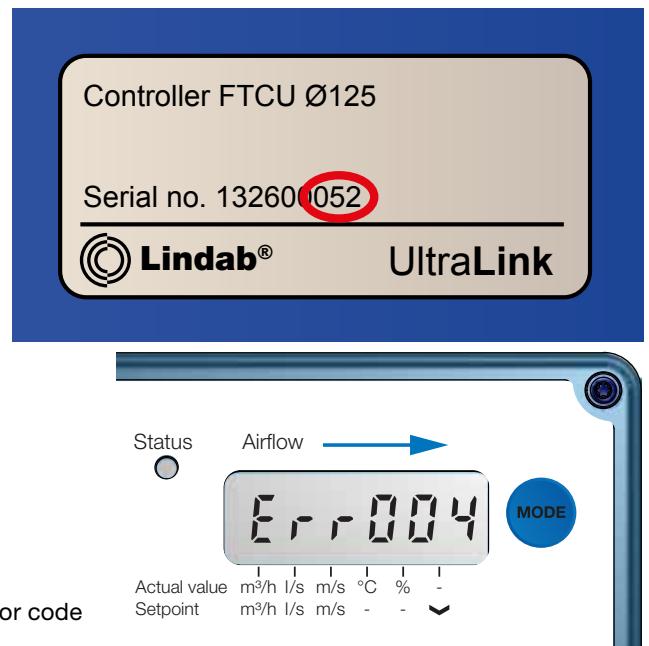 Controller FTCU Ø125
Serial no. 132600052
Lindab® UltraLink
Status Airflow
Err004
MODE
Actual value m³/h l/s m/s °C % -
Setpoint m³/h l/s m/s - -
or code